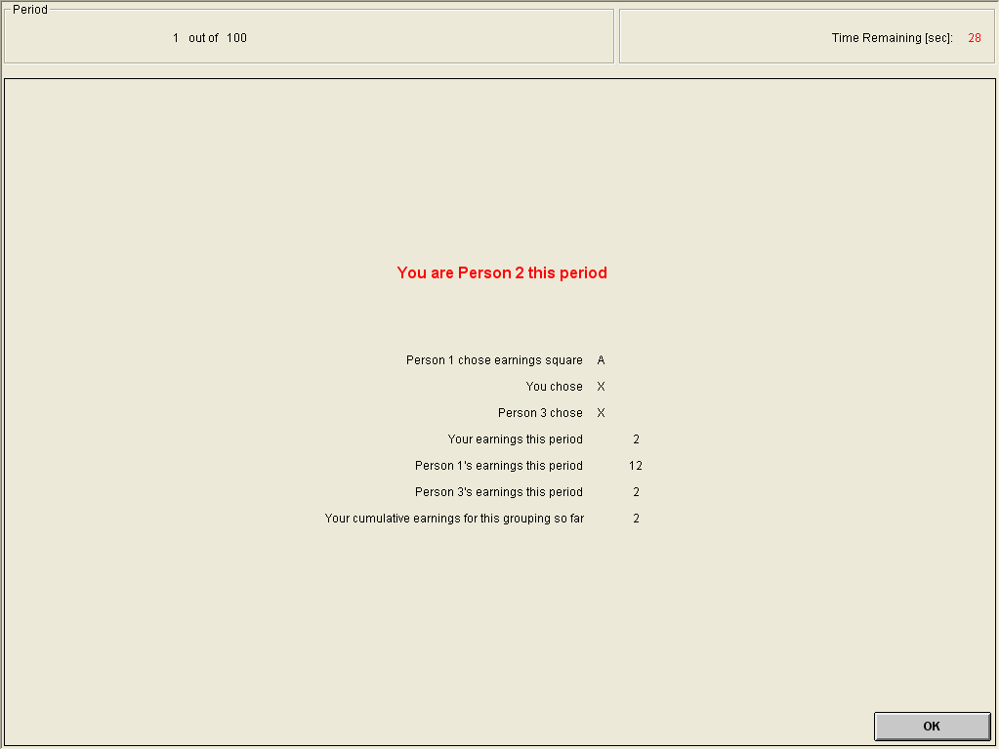 Period
1 out of 100
Time Remaining [sec]: 28
You are Person 2 this period
Person 1 chose earnings square A
You chose X
Person 3 chose X
Your earnings this period 2
Person 1's earnings this period 12
Person 3's earnings this period 2
Your cumulative earnings for this grouping so far 2
OK